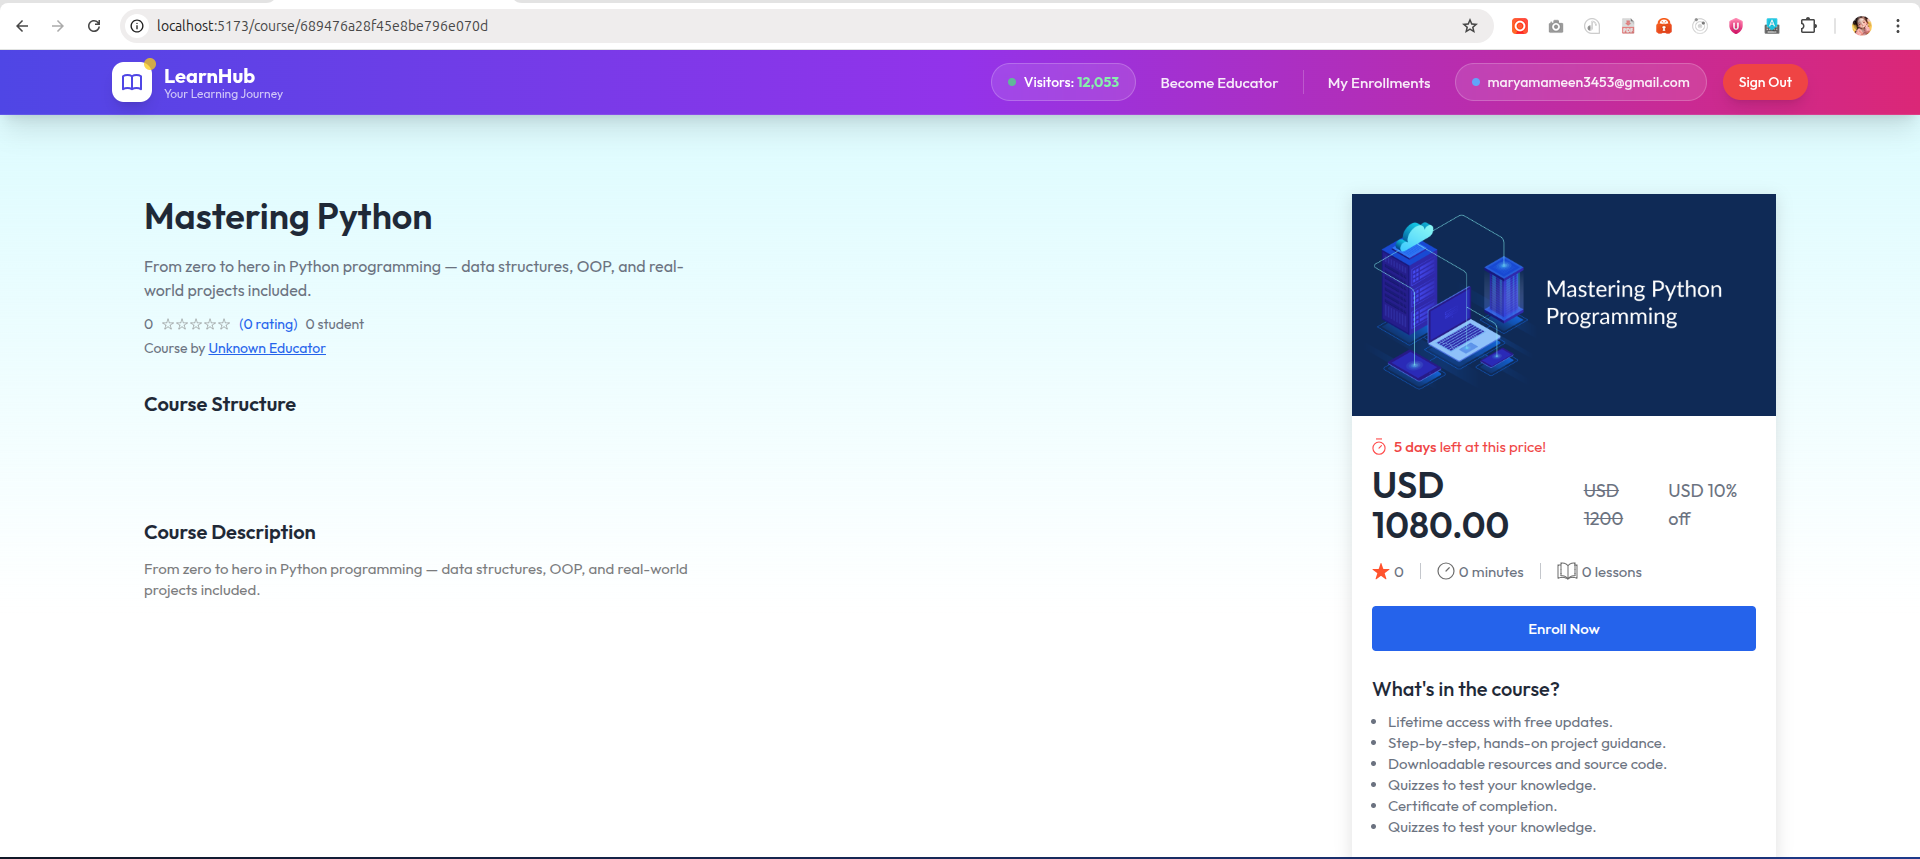 localhost:5173/course/689476a28f45e8be796e070d
LearnHub
Your Learning Journey
Visitors: 12,053
Become Educator
My Enrollments
maryamameen3453@gmail.com
Sign Out
Mastering Python
From zero to hero in Python programming — data structures, OOP, and real-
world projects included.
0 ☆☆☆☆☆ (0 rating) 0 student
Course by Unknown Educator
Course Structure
Course Description
From zero to hero in Python programming — data structures, OOP, and real-world
projects included.
Mastering Python
Programming
5 days left at this price!
USD
1080.00
USD
1200
USD 10%
off
0
0 minutes
0 lessons
Enroll Now
What's in the course?
Lifetime access with free updates.
Step-by-step, hands-on project guidance.
Downloadable resources and source code.
Quizzes to test your knowledge.
Certificate of completion.
Quizzes to test your knowledge.